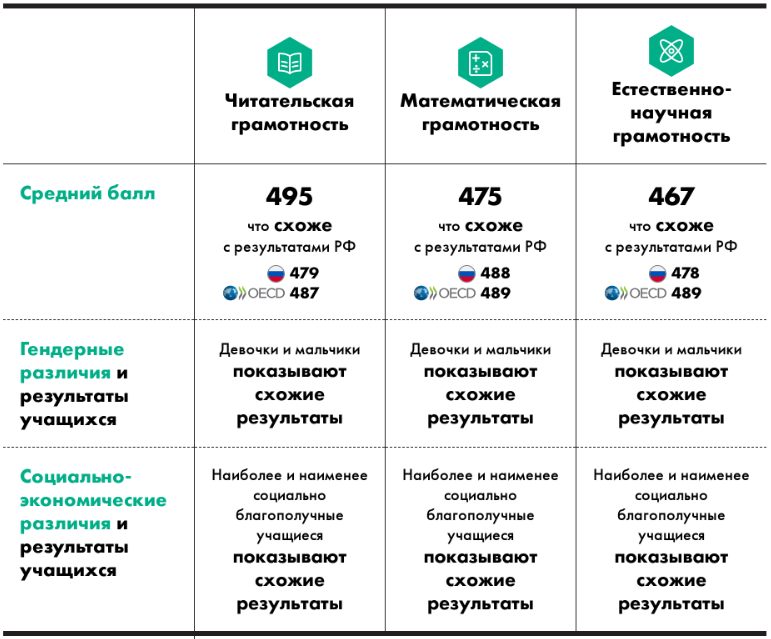 Читательская
грамотность
Математическая
грамотность
Естественно-
научная
грамотность
Средний балл
495
что схоже
с результатами РФ
479
OECD 487
475
что схоже
с результатами РФ
488
OECD 489
467
что схоже
с результатами РФ
478
OECD 489
Гендерные
различия и
результаты
учащихся
Девочки и мальчики
показывают
схожие
результаты
Девочки и мальчики
показывают
схожие
результаты
Девочки и мальчики
показывают
схожие
результаты
Социально-
экономические
различия и
результаты
учащихся
Наиболее и наименее
социально
благополучные
учащиеся
показывают
схожие
результаты
Наиболее и наименее
социально
благополучные
учащиеся
показывают
схожие
результаты
Наиболее и наименее
социально
благополучные
учащиеся
показывают
схожие
результаты